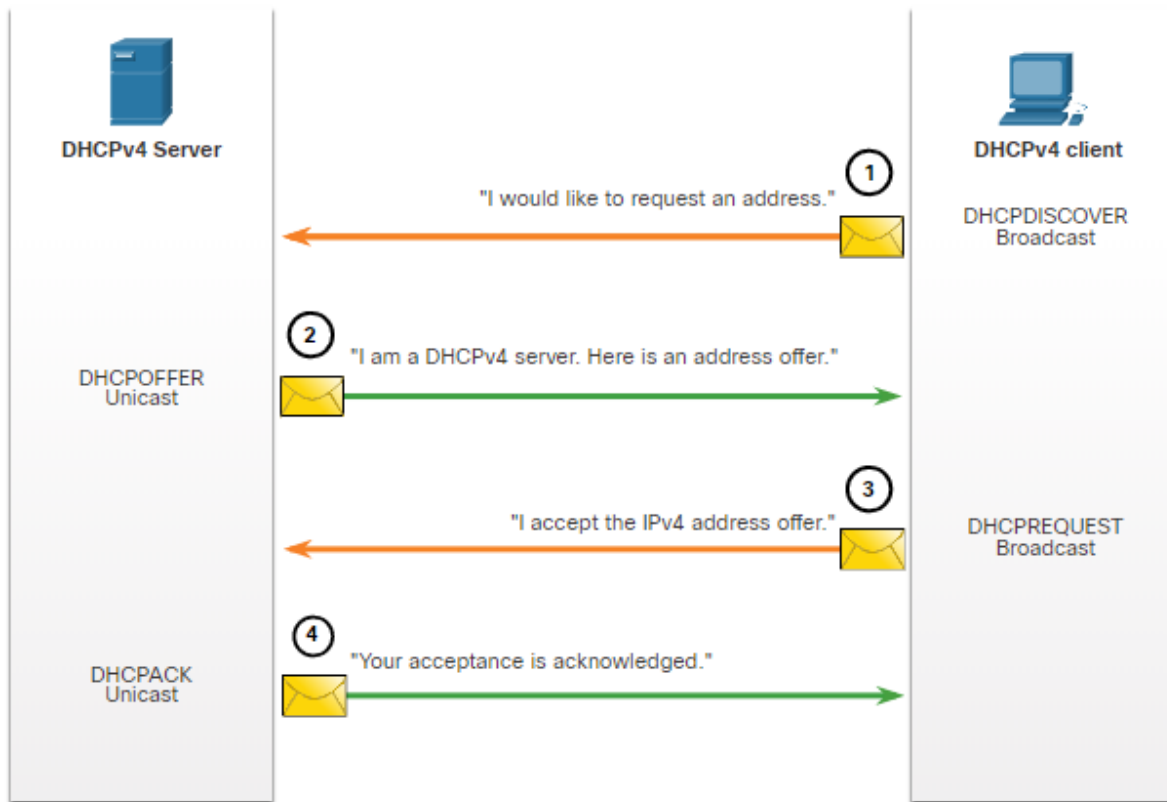 DHCPv4 Server
DHCPv4 client
1
"I would like to request an address."
DHCPDISCOVER
Broadcast
2
"I am a DHCPv4 server. Here is an address offer."
DHCPOFFER
Unicast
3
"I accept the IPv4 address offer."
DHCPREQUEST
Broadcast
4
"Your acceptance is acknowledged."
DHCPACK
Unicast